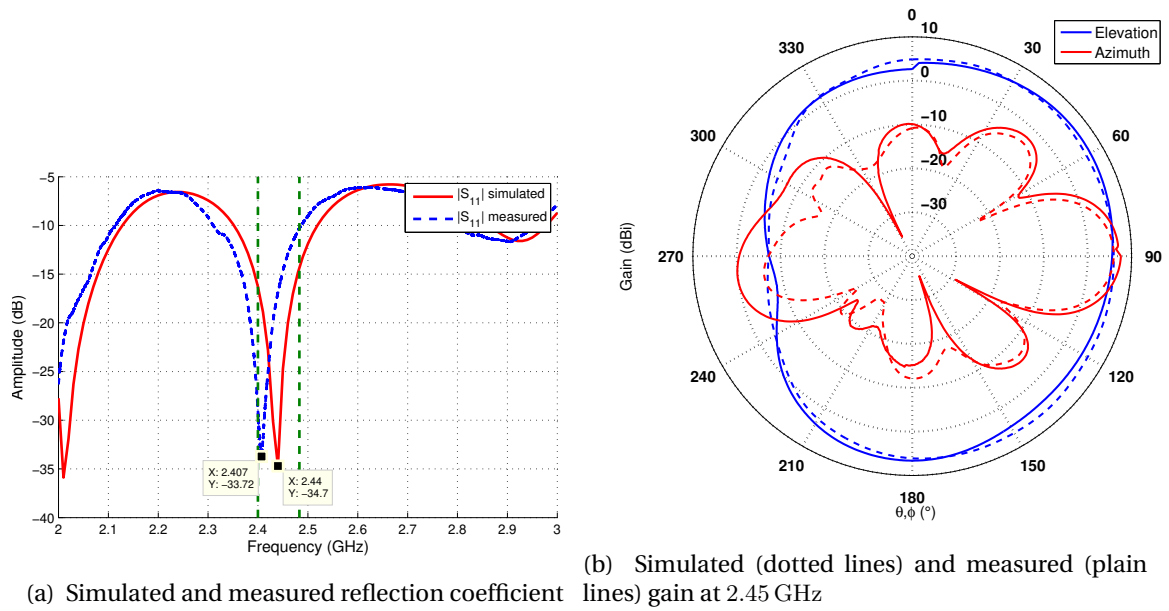 −5
−10
−15
−20
−25
−30
−35
−40
2
2.1
2.2
2.3
2.4
2.5
2.6
2.7
2.8
2.9
3
Amplitude (dB)
Frequency (GHz)
|S11| simulated
|S11| measured
X: 2.407
Y: −33.72
X: 2.44
Y: −34.7
(a) Simulated and measured reflection coefficient
0
30
60
90
120
150
180
210
240
270
300
330
10
0
−10
−20
−30
Gain (dBi)
θ,ϕ (°)
Elevation
Azimuth
(b) Simulated (dotted lines) and measured (plain
lines) gain at 2.45 GHz